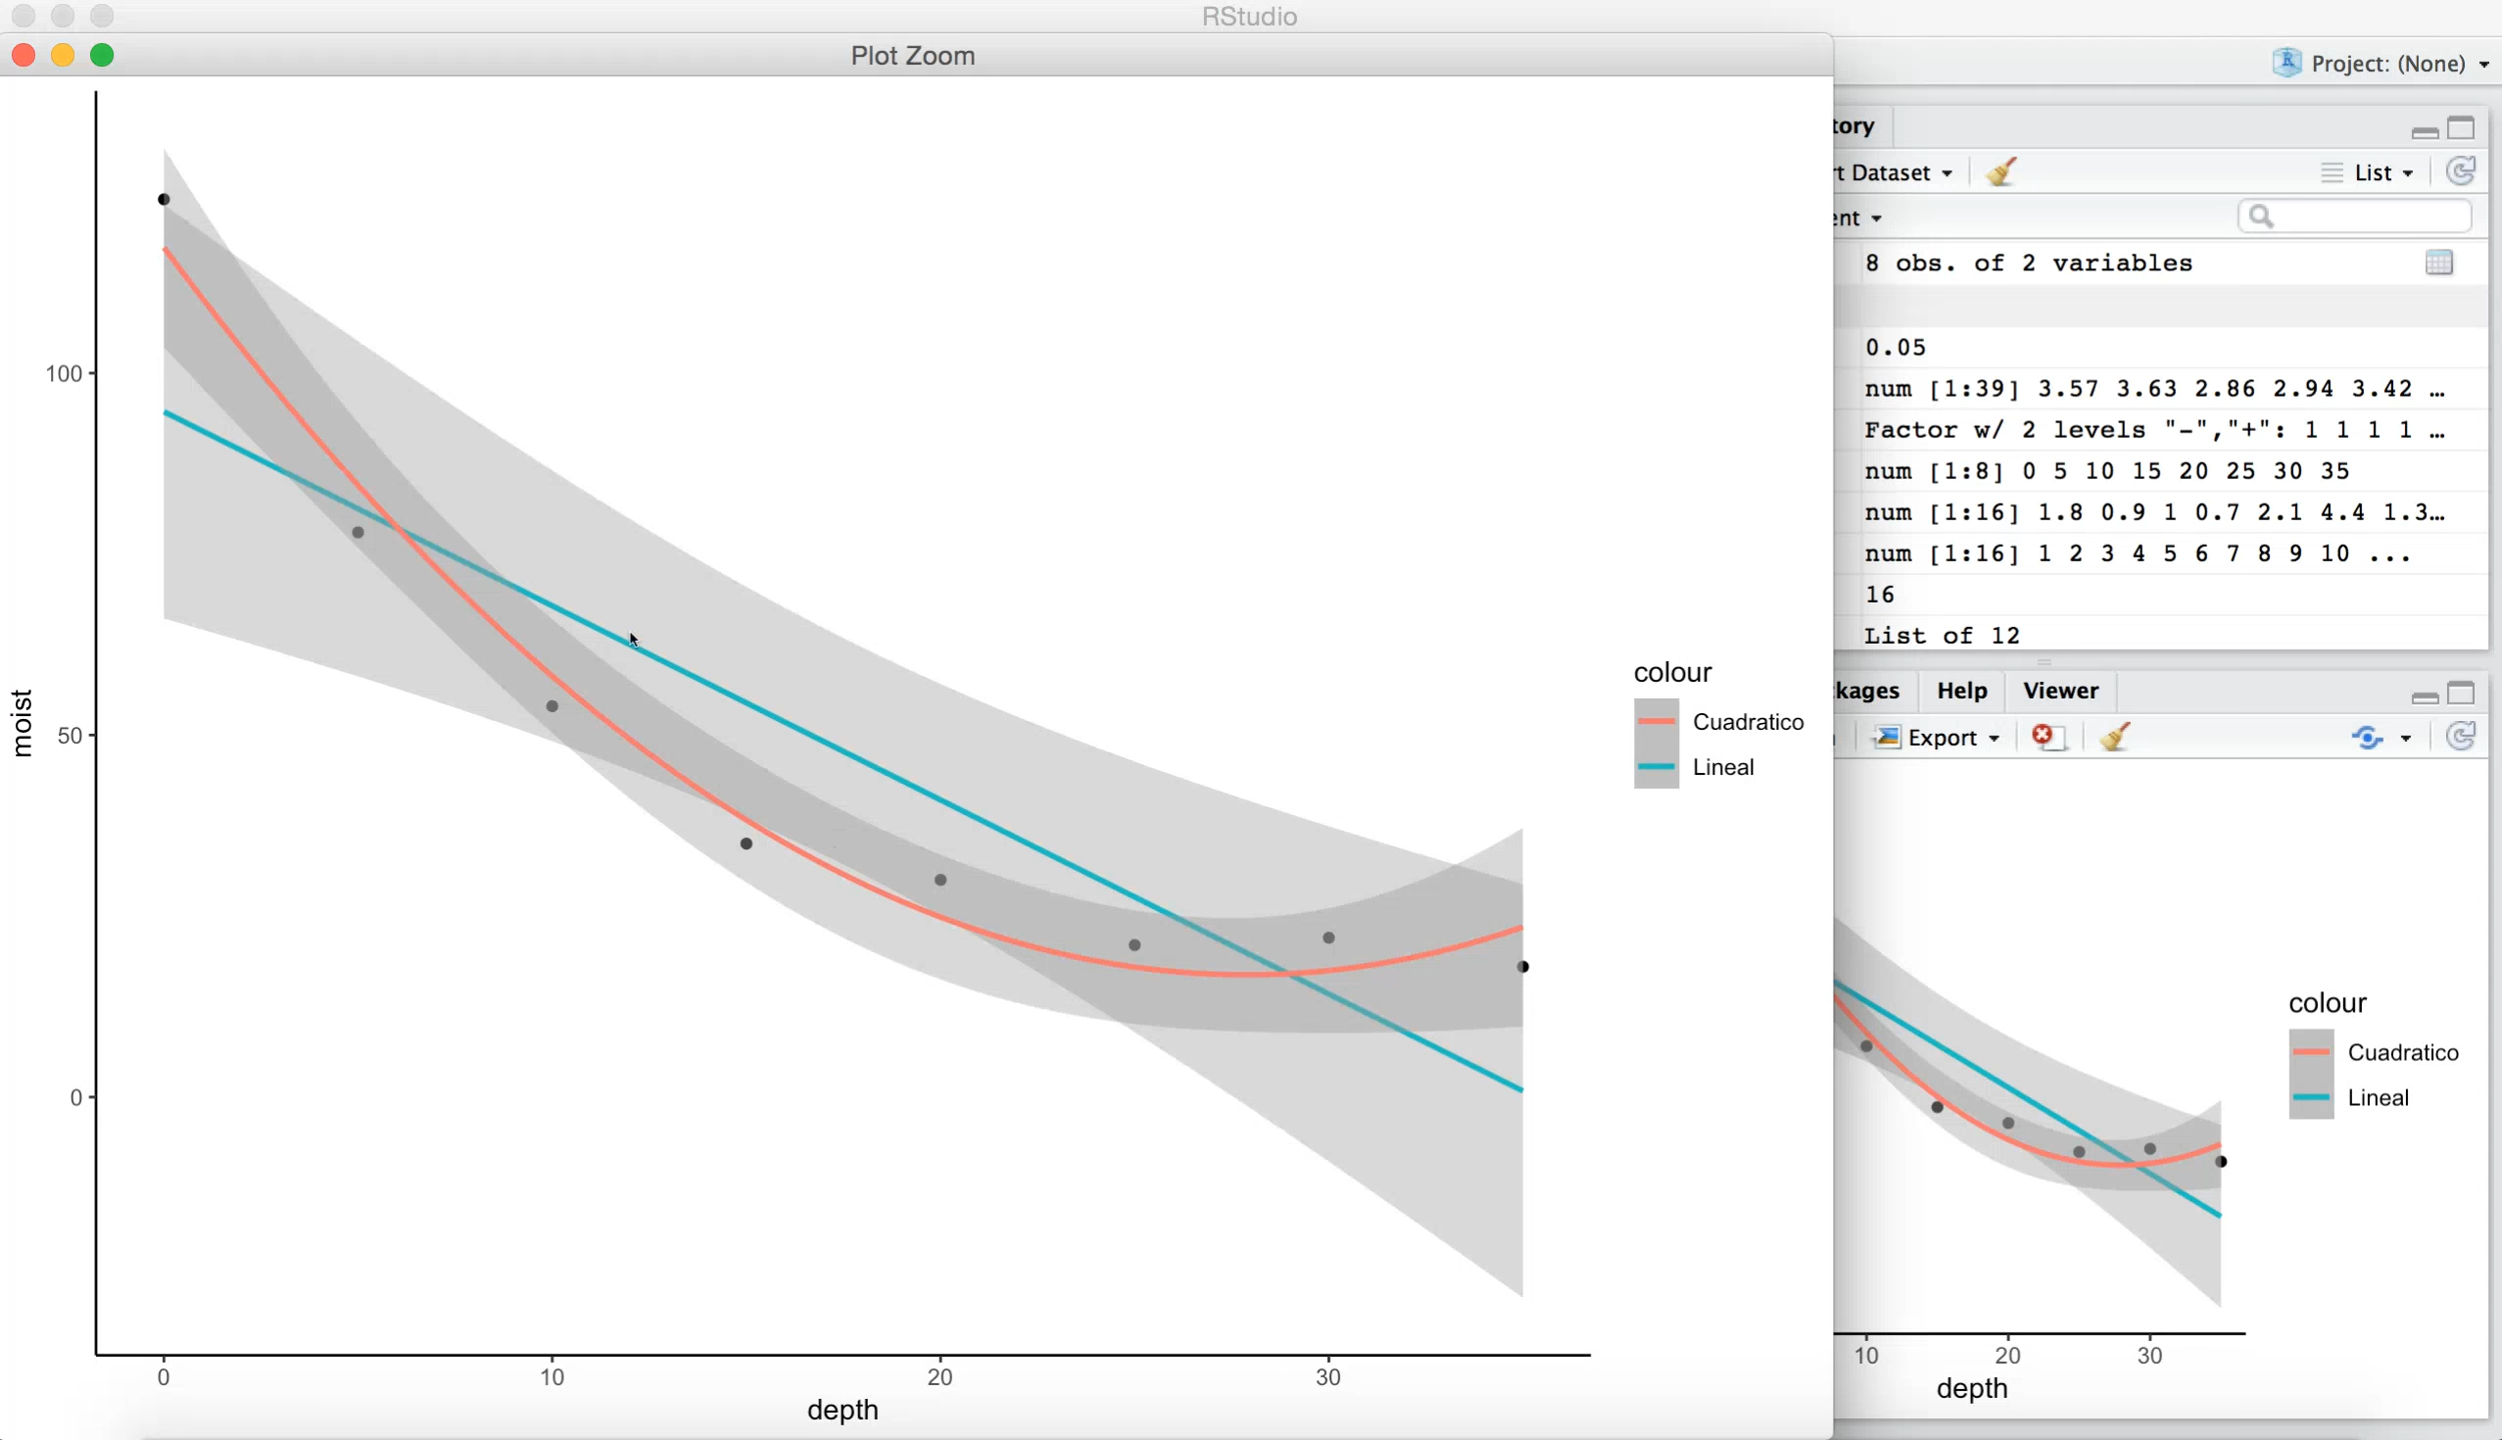 RStudio
Plot Zoom
Project: (None)
tory
rt Dataset
List
ent
8 obs. of 2 variables
0.05
num [1:39] 3.57 3.63 2.86 2.94 3.42 …
Factor w/ 2 levels "-","+": 1 1 1 1 …
num [1:8] 0 5 10 15 20 25 30 35
num [1:16] 1.8 0.9 1 0.7 2.1 4.4 1.3…
num [1:16] 1 2 3 4 5 6 7 8 9 10 ...
16
List of 12
ckages Help Viewer
Export
100
50
0
moist
0 10 20 30
depth
colour
Cuadratico
Lineal
colour
Cuadratico
Lineal
10 20 30
depth